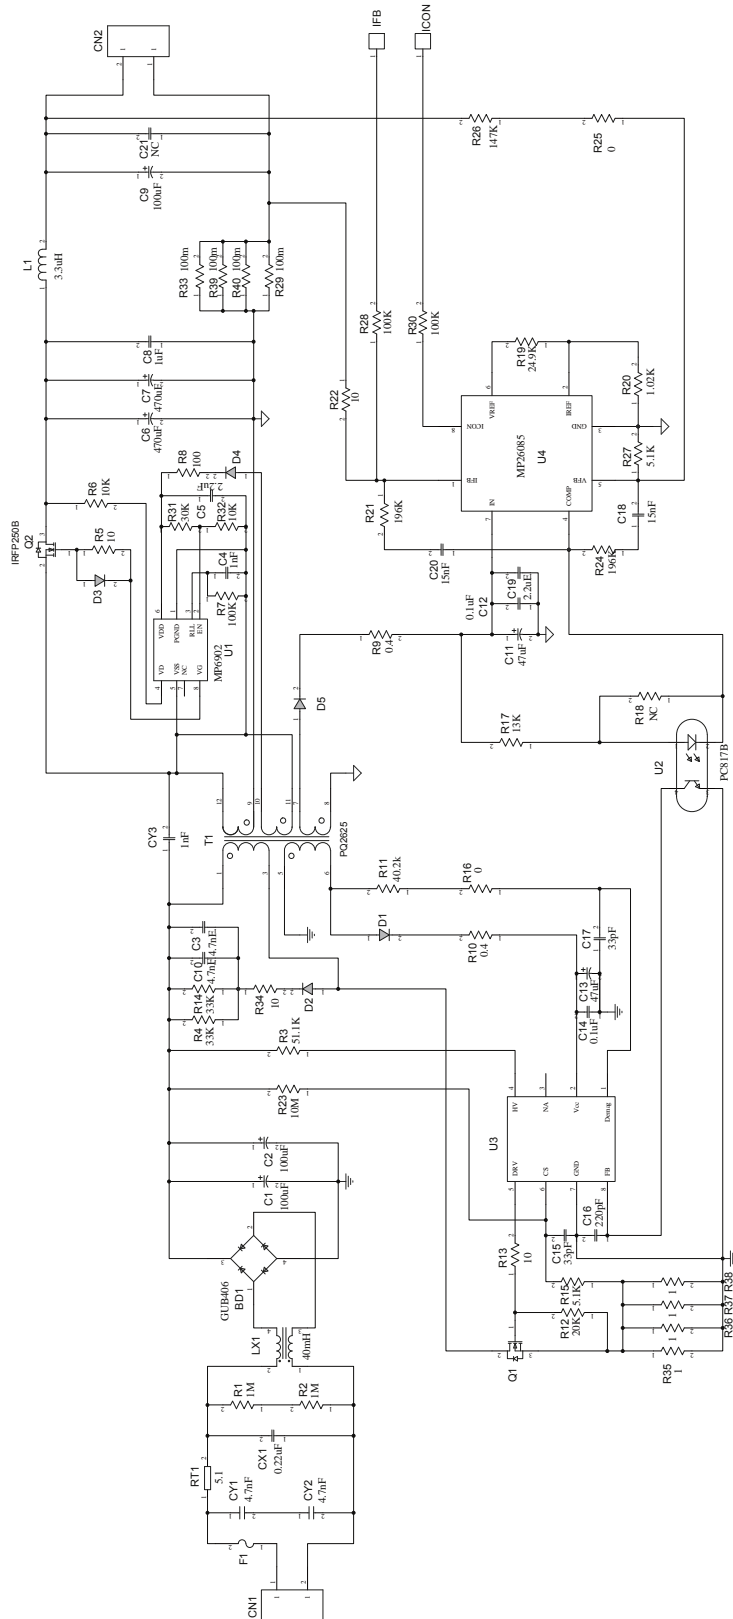 CN1
F1
CY1
4.7nF
CY2
4.7nF
RT1
5.1
CX1
0.22uF
R1
1M
R2
1M
LX1
40mH
GUB406
BD1
C1
100uF
C2
100uF
R23
10M
R3
51.1K
R4
33K
R14
33K
C10
4.7nF
C3
4.7nF
R34
10
D2
CY3
1nF
T1
PQ2625
D1
R10
0.4
R11
40.2k
R16
0
C17
33pF
C13
47uF
C14
0.1uF
U3
HV
NA
Vcc
Demag
DRV
CS
GND
FB
R13
10
C15
33pF
C16
220pF
Q1
R12
20K
R15
5.1K
R35
1
R36
1
R37
1
R38
1
U2
PC817B
R18
NC
R17
13K
D5
R9
0.4
C11
47uF
C12
0.1uF
C19
2.2uE
C20
15nF
R21
196K
R24
196K
C18
15nF
R27
5.1K
R20
1.02K
R19
24.9K
U4
MP26085
IN
COMP
IFB
VFB
ICON
VREF
IREF
GND
R22
10
R28
100K
R30
100K
IFB
ICON
U1
MP6902
VD
VSS
NC
VG
VDD
PGND
RLL
EN
D3
R5
10
R6
10K
IRFP250B
Q2
R7
100K
C4
1nF
R31
30K
R32
10K
C5
2.2uF
R8
100
D4
C6
470uF
C7
470uE
C8
1uF
L1
3.3uH
R33
100m
R39
100m
R40
100m
R29
100m
C9
100uF
C21
NC
CN2
R26
147K
R25
0